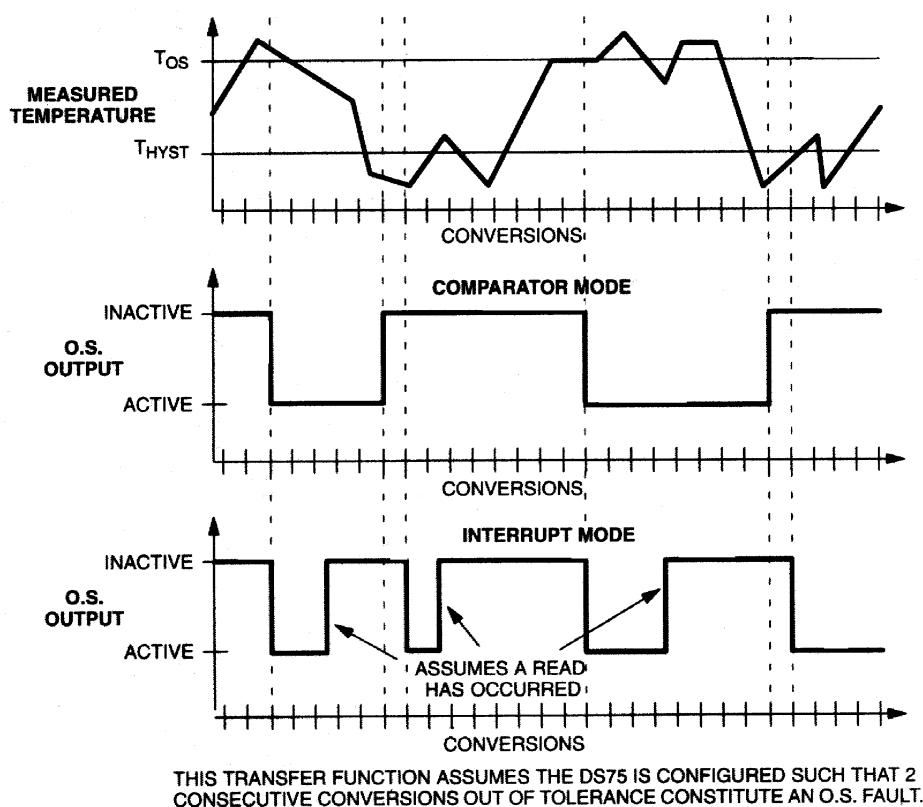 TOS
MEASURED
TEMPERATURE
THYST
CONVERSIONS
COMPARATOR MODE
INACTIVE
O.S.
OUTPUT
ACTIVE
CONVERSIONS
INTERRUPT MODE
INACTIVE
O.S.
OUTPUT
ACTIVE
ASSUMES A READ
HAS OCCURRED
CONVERSIONS
THIS TRANSFER FUNCTION ASSUMES THE DS75 IS CONFIGURED SUCH THAT 2
CONSECUTIVE CONVERSIONS OUT OF TOLERANCE CONSTITUTE AN O.S. FAULT.